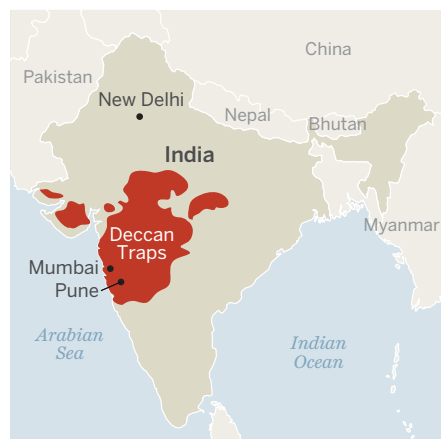 China
Pakistan
New Delhi
Nepal
Bhutan
India
Myanmar
Deccan
Traps
Mumbai
Pune
Arabian
Sea
Indian
Ocean